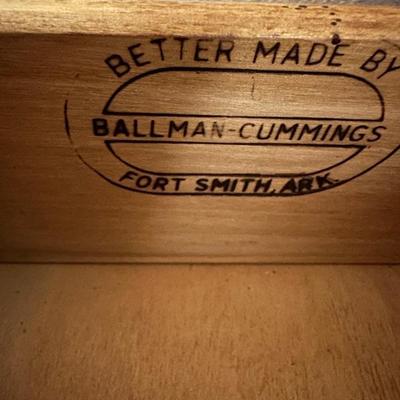 BETTER MADE BY
BALLMAN-CUMMINGS
FORT SMITH, ARK.